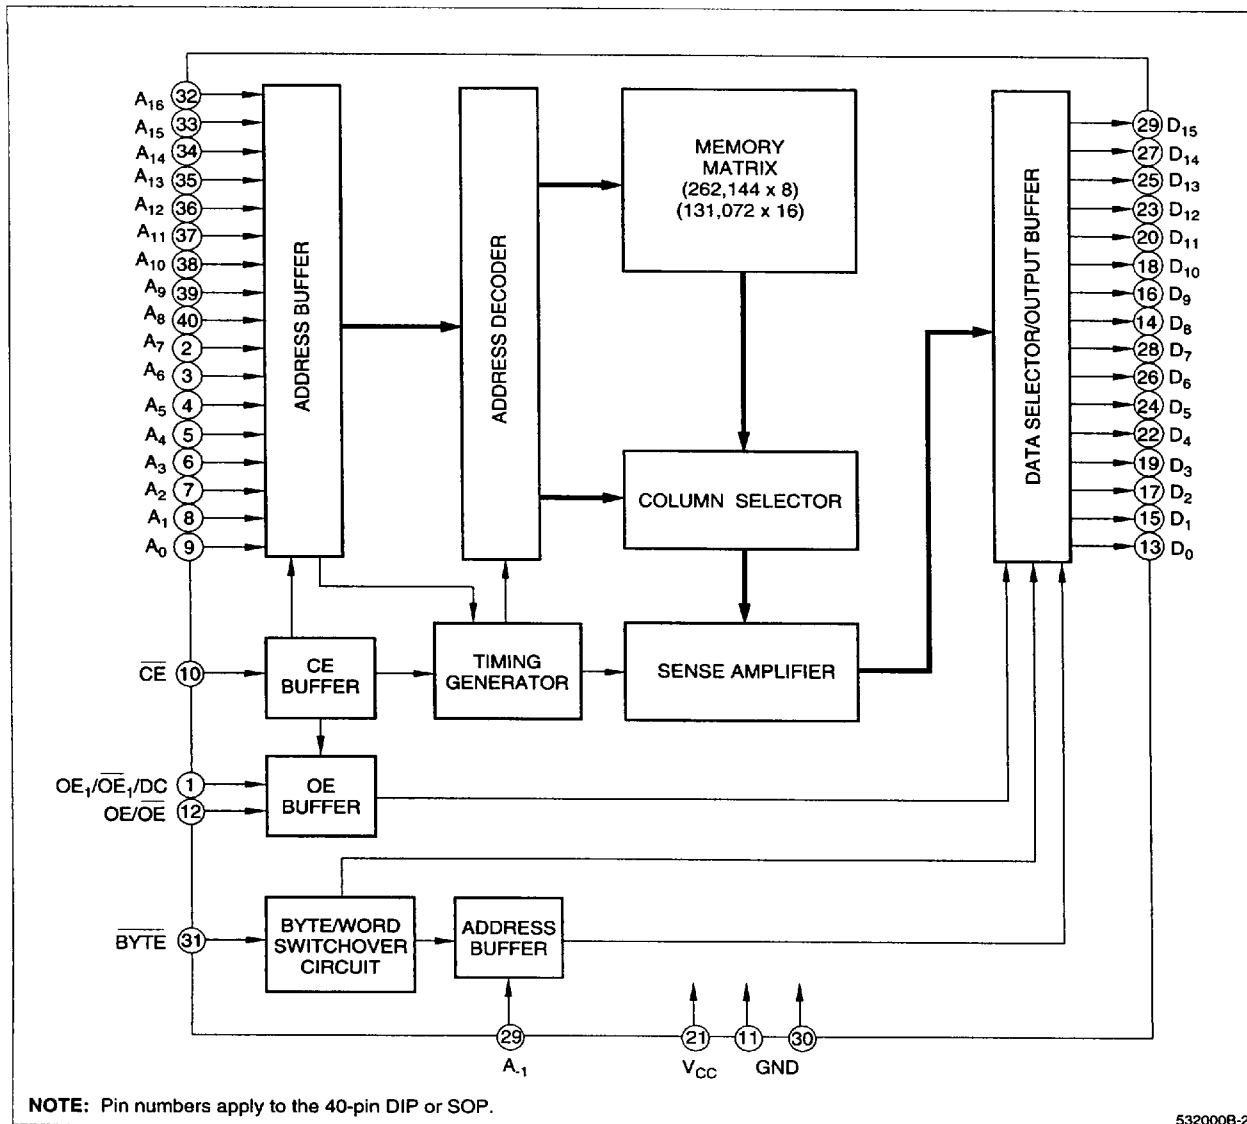 A16 32
A15 33
A14 34
A13 35
A12 36
A11 37
A10 38
A9 39
A8 40
A7 2
A6 3
A5 4
A4 5
A3 6
A2 7
A1 8
A0 9
ADDRESS BUFFER
ADDRESS DECODER
MEMORY
MATRIX
(262,144 x 8)
(131,072 x 16)
COLUMN SELECTOR
DATA SELECTOR/OUTPUT BUFFER
29 D15
27 D14
25 D13
23 D12
20 D11
18 D10
16 D9
14 D8
28 D7
26 D6
24 D5
22 D4
19 D3
17 D2
15 D1
13 D0
C̅E̅ 10
CE
BUFFER
TIMING
GENERATOR
SENSE AMPLIFIER
OE1/O̅E̅1/DC 1
OE/O̅E̅ 12
OE
BUFFER
B̅Y̅T̅E̅ 31
BYTE/WORD
SWITCHOVER
CIRCUIT
ADDRESS
BUFFER
29
A-1
21
VCC
11 30
GND
NOTE: Pin numbers apply to the 40-pin DIP or SOP.
532000B-2